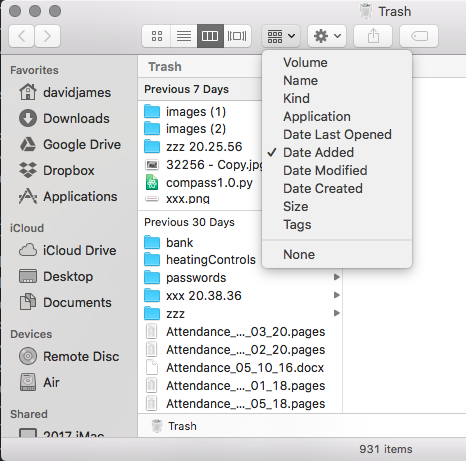 Trash
Favorites
davidjames
Downloads
Google Drive
Dropbox
Applications
iCloud
iCloud Drive
Desktop
Documents
Devices
Remote Disc
Air
Shared
2017 iMac
Trash
Previous 7 Days
images (1)
images (2)
zzz 20.25.56
32256 - Copy.jpg
compass1.0.py
xxx.png
Previous 30 Days
bank
heatingControls
passwords
xxx 20.38.36
zzz
Attendance_..._03_20.pages
Attendance_..._02_20.pages
Attendance_05_10_16.docx
Attendance_..._01_18.pages
Attendance_..._05_18.pages
Volume
Name
Kind
Application
Date Last Opened
✓ Date Added
Date Modified
Date Created
Size
Tags
None
Trash
931 items